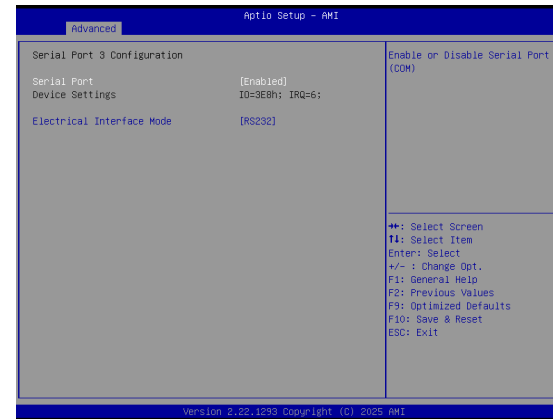 Aptio Setup - AMI
Advanced
Serial Port 3 Configuration
Serial Port [Enabled]
Device Settings IO=3E8h; IRQ=6;
Electrical Interface Mode [RS232]
Enable or Disable Serial Port
(COM)
→←: Select Screen
↑↓: Select Item
Enter: Select
+/- : Change Opt.
F1: General Help
F2: Previous Values
F9: Optimized Defaults
F10: Save & Reset
ESC: Exit
Version 2.22.1293 Copyright (C) 2025 AMI